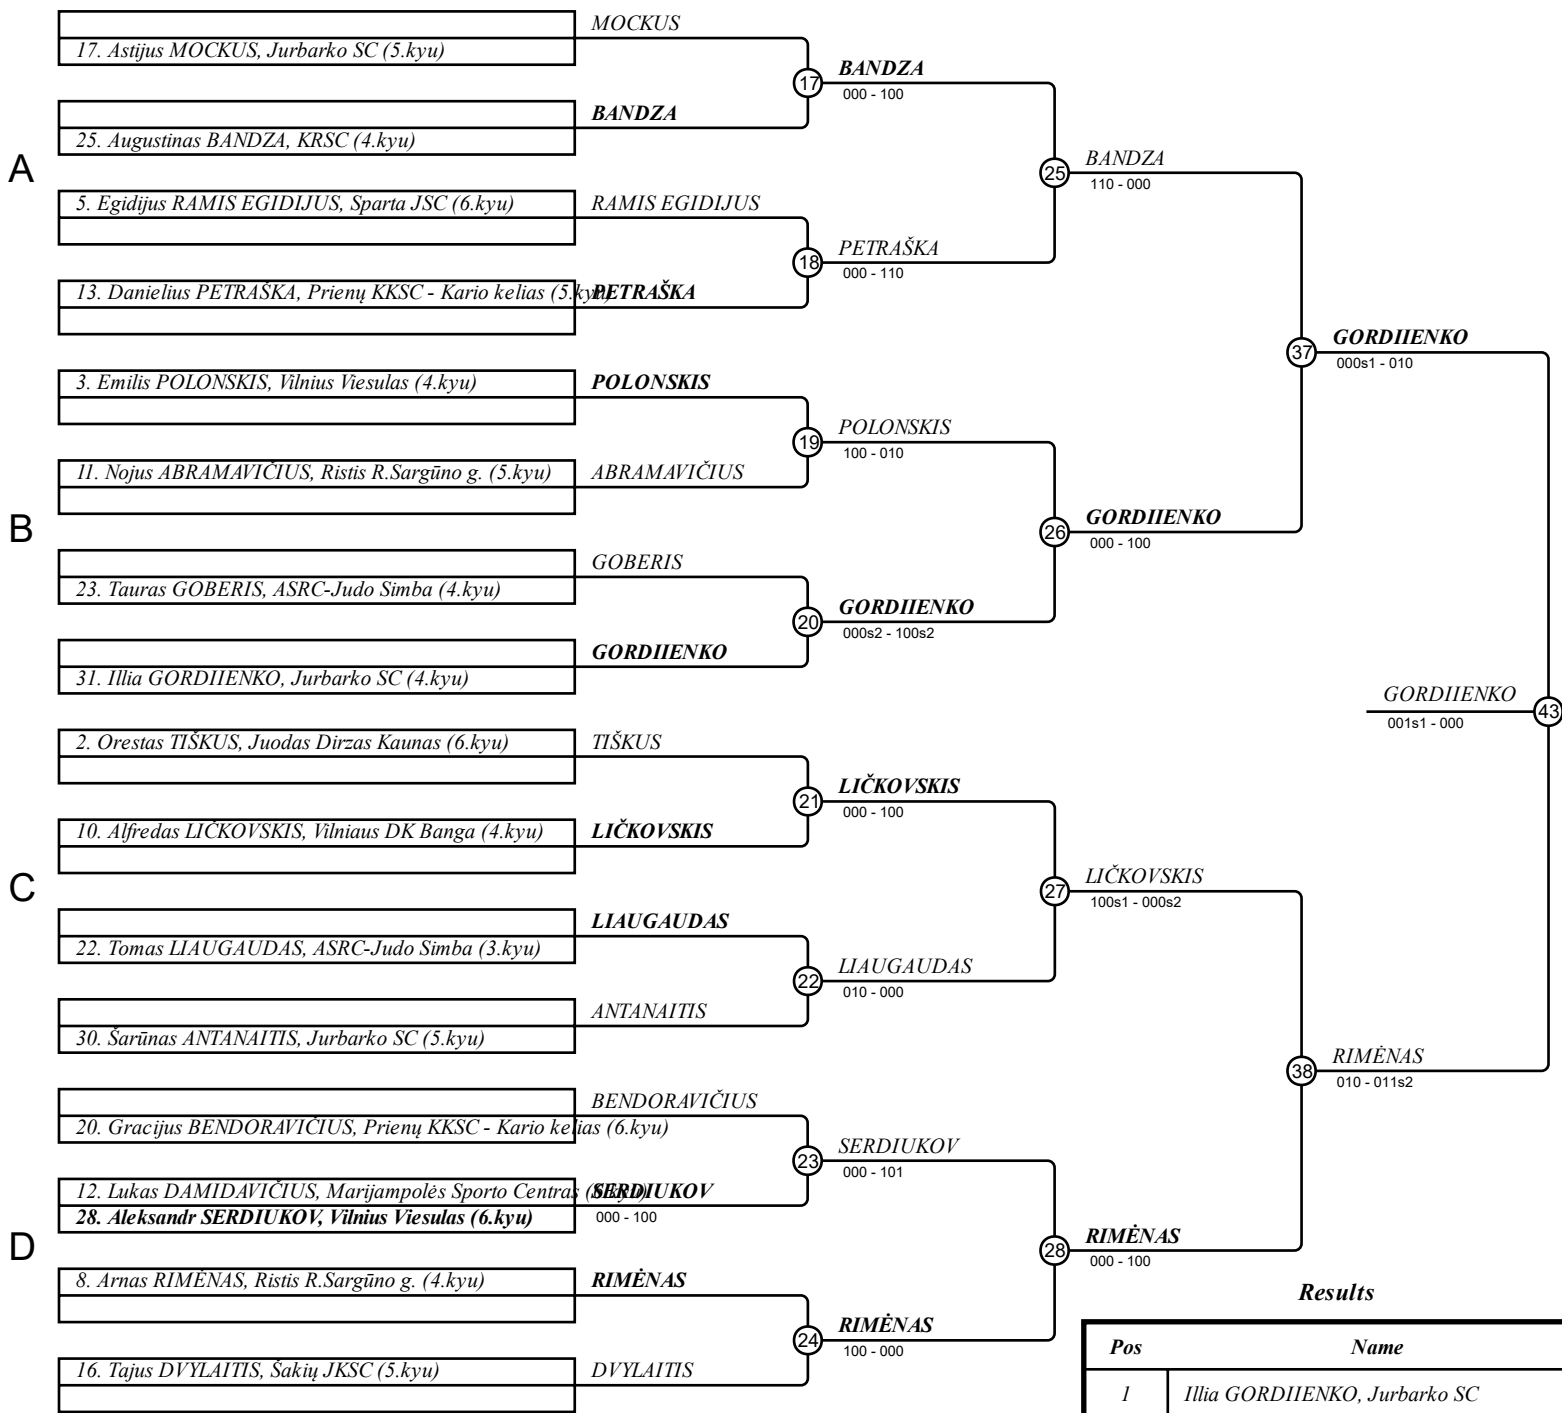 MOCKUS
17. Astijus MOCKUS, Jurbarko SC (5.kyu)
17
BANDZA
000 - 100
BANDZA
25. Augustinas BANDZA, KRSC (4.kyu)
A
25
BANDZA
110 - 000
5. Egidijus RAMIS EGIDIJUS, Sparta JSC (6.kyu)
RAMIS EGIDIJUS
18
PETRAŠKA
000 - 110
13. Danielius PETRAŠKA, Prienų KKSC - Kario kelias (5.kyu)
PETRAŠKA
37
GORDIIENKO
000s1 - 010
3. Emilis POLONSKIS, Vilnius Viesulas (4.kyu)
POLONSKIS
19
POLONSKIS
100 - 010
11. Nojus ABRAMAVIČIUS, Ristis R.Sargūno g. (5.kyu)
ABRAMAVIČIUS
B
26
GORDIIENKO
000 - 100
GOBERIS
23. Tauras GOBERIS, ASRC-Judo Simba (4.kyu)
20
GORDIIENKO
000s2 - 100s2
GORDIIENKO
31. Illia GORDIIENKO, Jurbarko SC (4.kyu)
GORDIIENKO
43
001s1 - 000
2. Orestas TIŠKUS, Juodas Dirzas Kaunas (6.kyu)
TIŠKUS
21
LIČKOVSKIS
000 - 100
10. Alfredas LIČKOVSKIS, Vilniaus DK Banga (4.kyu)
LIČKOVSKIS
C
27
LIČKOVSKIS
100s1 - 000s2
LIAUGAUDAS
22. Tomas LIAUGAUDAS, ASRC-Judo Simba (3.kyu)
22
LIAUGAUDAS
010 - 000
ANTANAITIS
30. Šarūnas ANTANAITIS, Jurbarko SC (5.kyu)
38
RIMĖNAS
010 - 011s2
BENDORAVIČIUS
20. Gracijus BENDORAVIČIUS, Prienų KKSC - Kario kelias (6.kyu)
23
SERDIUKOV
000 - 101
12. Lukas DAMIDAVIČIUS, Marijampolės Sporto Centras
SERDIUKOV
28. Aleksandr SERDIUKOV, Vilnius Viesulas (6.kyu)
000 - 100
D
28
RIMĖNAS
000 - 100
8. Arnas RIMĖNAS, Ristis R.Sargūno g. (4.kyu)
RIMĖNAS
24
RIMĖNAS
100 - 000
16. Tajus DVYLAITIS, Šakių JKSC (5.kyu)
DVYLAITIS
Results
Pos Name
1 Illia GORDIIENKO, Jurbarko SC